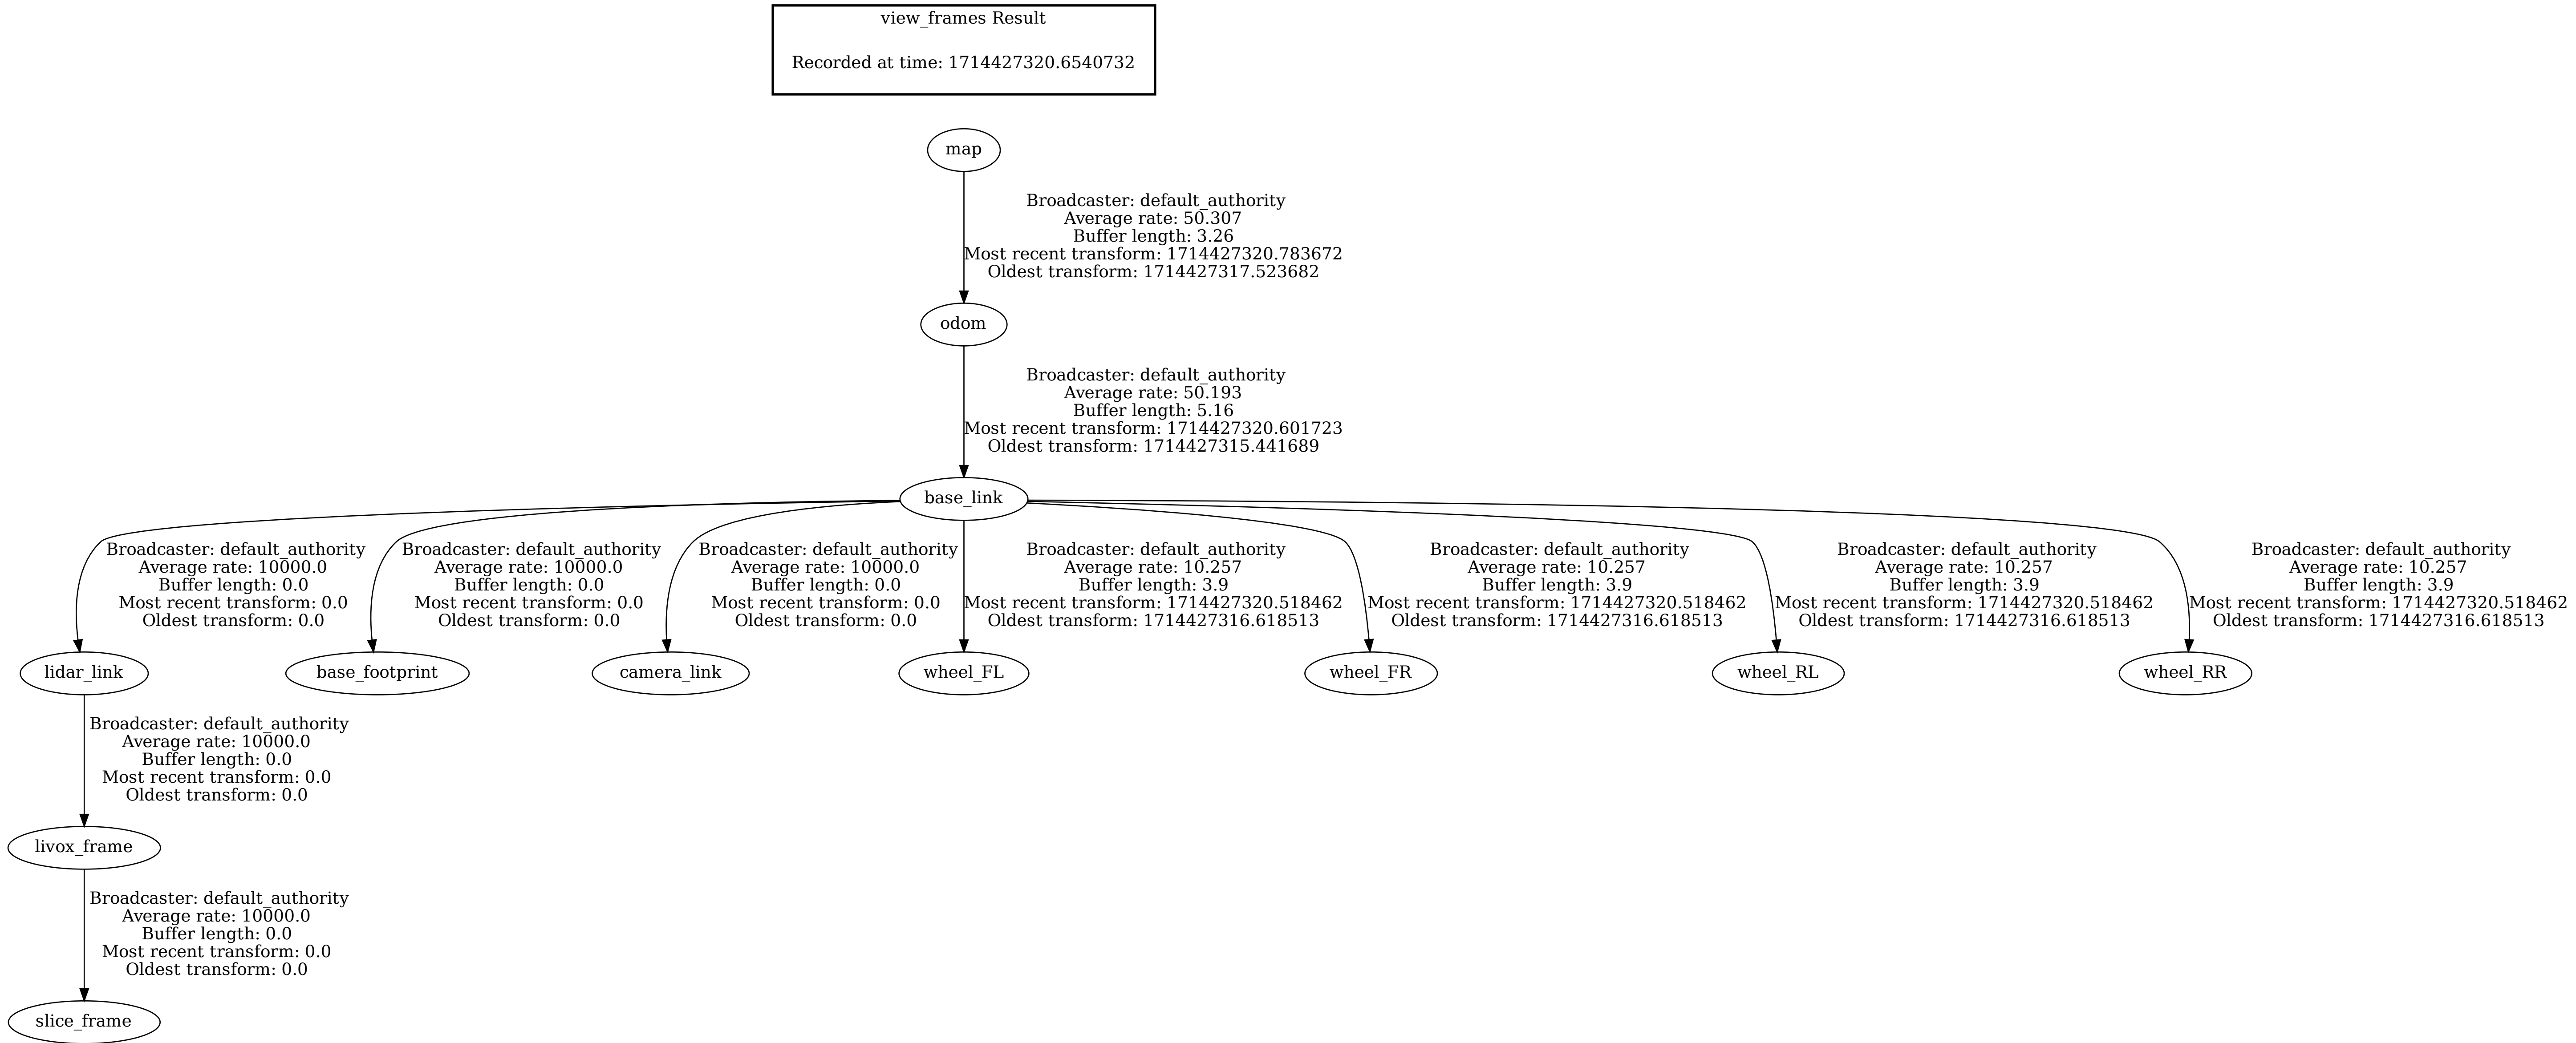 view_frames Result
Recorded at time: 1714427320.6540732
map
Broadcaster: default_authority
Average rate: 50.307
Buffer length: 3.26
Most recent transform: 1714427320.783672
Oldest transform: 1714427317.523682
odom
Broadcaster: default_authority
Average rate: 50.193
Buffer length: 5.16
Most recent transform: 1714427320.601723
Oldest transform: 1714427315.441689
base_link
Broadcaster: default_authority
Average rate: 10000.0
Buffer length: 0.0
Most recent transform: 0.0
Oldest transform: 0.0
Broadcaster: default_authority
Average rate: 10000.0
Buffer length: 0.0
Most recent transform: 0.0
Oldest transform: 0.0
Broadcaster: default_authority
Average rate: 10000.0
Buffer length: 0.0
Most recent transform: 0.0
Oldest transform: 0.0
Broadcaster: default_authority
Average rate: 10.257
Buffer length: 3.9
Most recent transform: 1714427320.518462
Oldest transform: 1714427316.618513
Broadcaster: default_authority
Average rate: 10.257
Buffer length: 3.9
Most recent transform: 1714427320.518462
Oldest transform: 1714427316.618513
Broadcaster: default_authority
Average rate: 10.257
Buffer length: 3.9
Most recent transform: 1714427320.518462
Oldest transform: 1714427316.618513
Broadcaster: default_authority
Average rate: 10.257
Buffer length: 3.9
Most recent transform: 1714427320.518462
Oldest transform: 1714427316.618513
lidar_link
base_footprint
camera_link
wheel_FL
wheel_FR
wheel_RL
wheel_RR
Broadcaster: default_authority
Average rate: 10000.0
Buffer length: 0.0
Most recent transform: 0.0
Oldest transform: 0.0
livox_frame
Broadcaster: default_authority
Average rate: 10000.0
Buffer length: 0.0
Most recent transform: 0.0
Oldest transform: 0.0
slice_frame